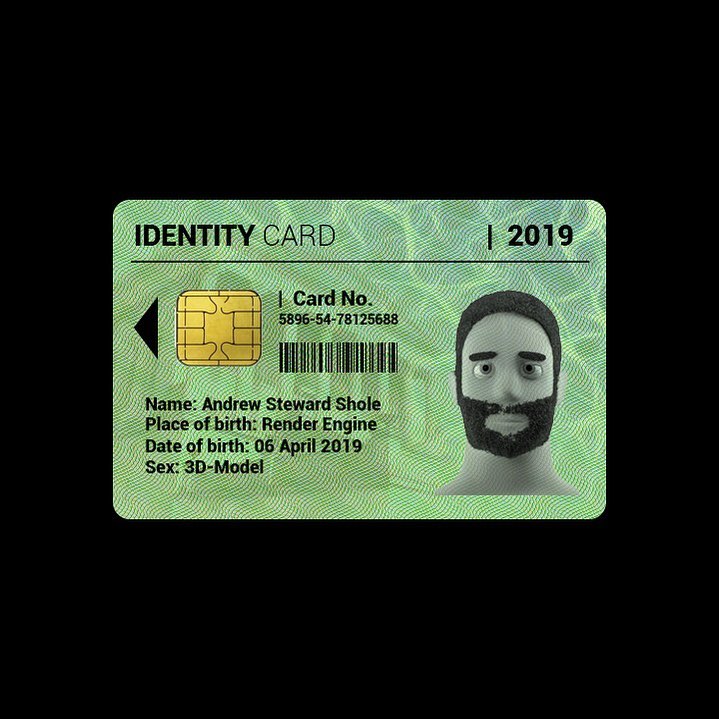 IDENTITY CARD | 2019
| Card No.
5896-54-78125688
Name: Andrew Steward Shole
Place of birth: Render Engine
Date of birth: 06 April 2019
Sex: 3D-Model